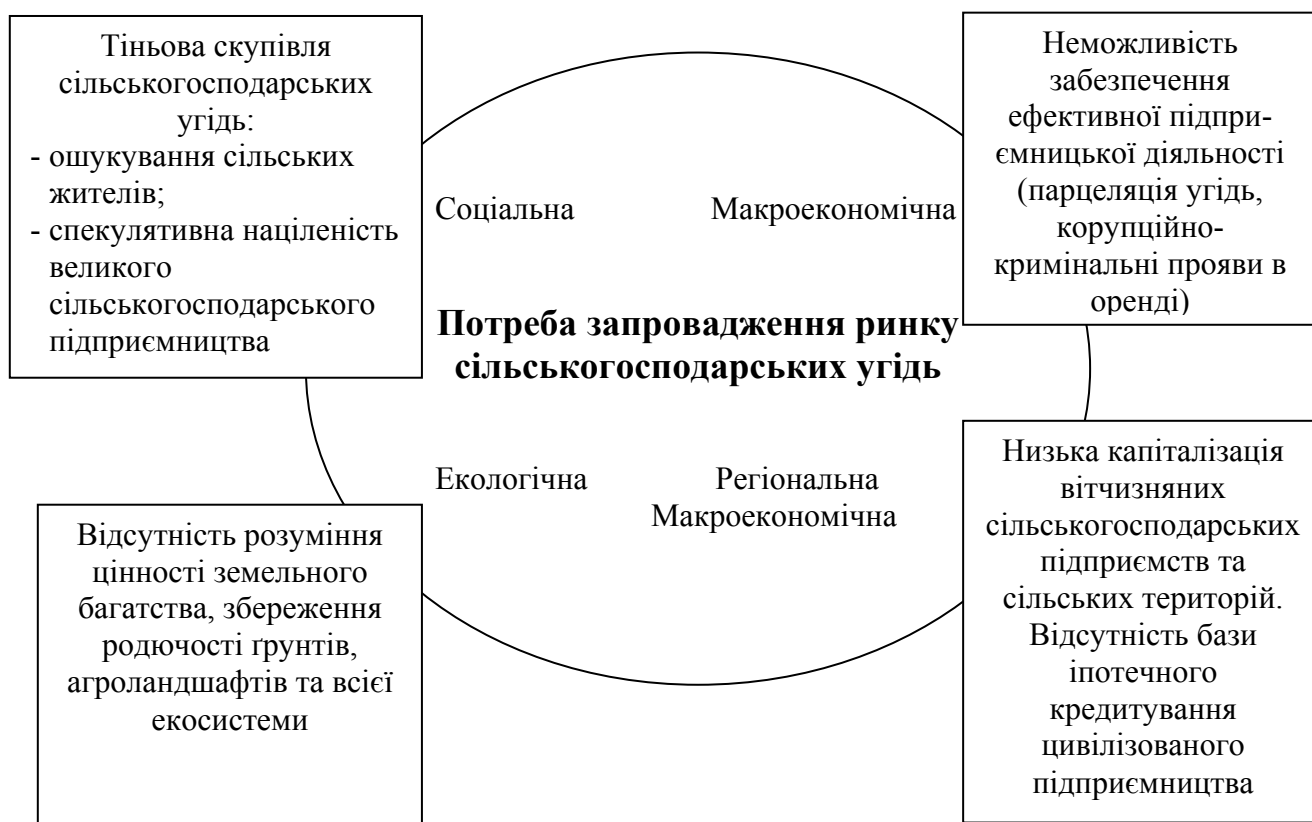 Тіньова скупівля
сільськогосподарських
угідь:
- ошукування сільських
жителів;
- спекулятивна націленість
великого
сільськогосподарського
підприємництва
Неможливість
забезпечення
ефективної підпри-
ємницької діяльності
(парцеляція угідь,
корупційно-
кримінальні прояви в
оренді)
Соціальна
Макроекономічна
Потреба запровадження ринку
сільськогосподарських угідь
Екологічна
Регіональна
Макроекономічна
Відсутність розуміння
цінності земельного
багатства, збереження
родючості ґрунтів,
агроландшафтів та всієї
екосистеми
Низька капіталізація
вітчизняних
сільськогосподарських
підприємств та
сільських територій.
Відсутність бази
іпотечного
кредитування
цивілізованого
підприємництва